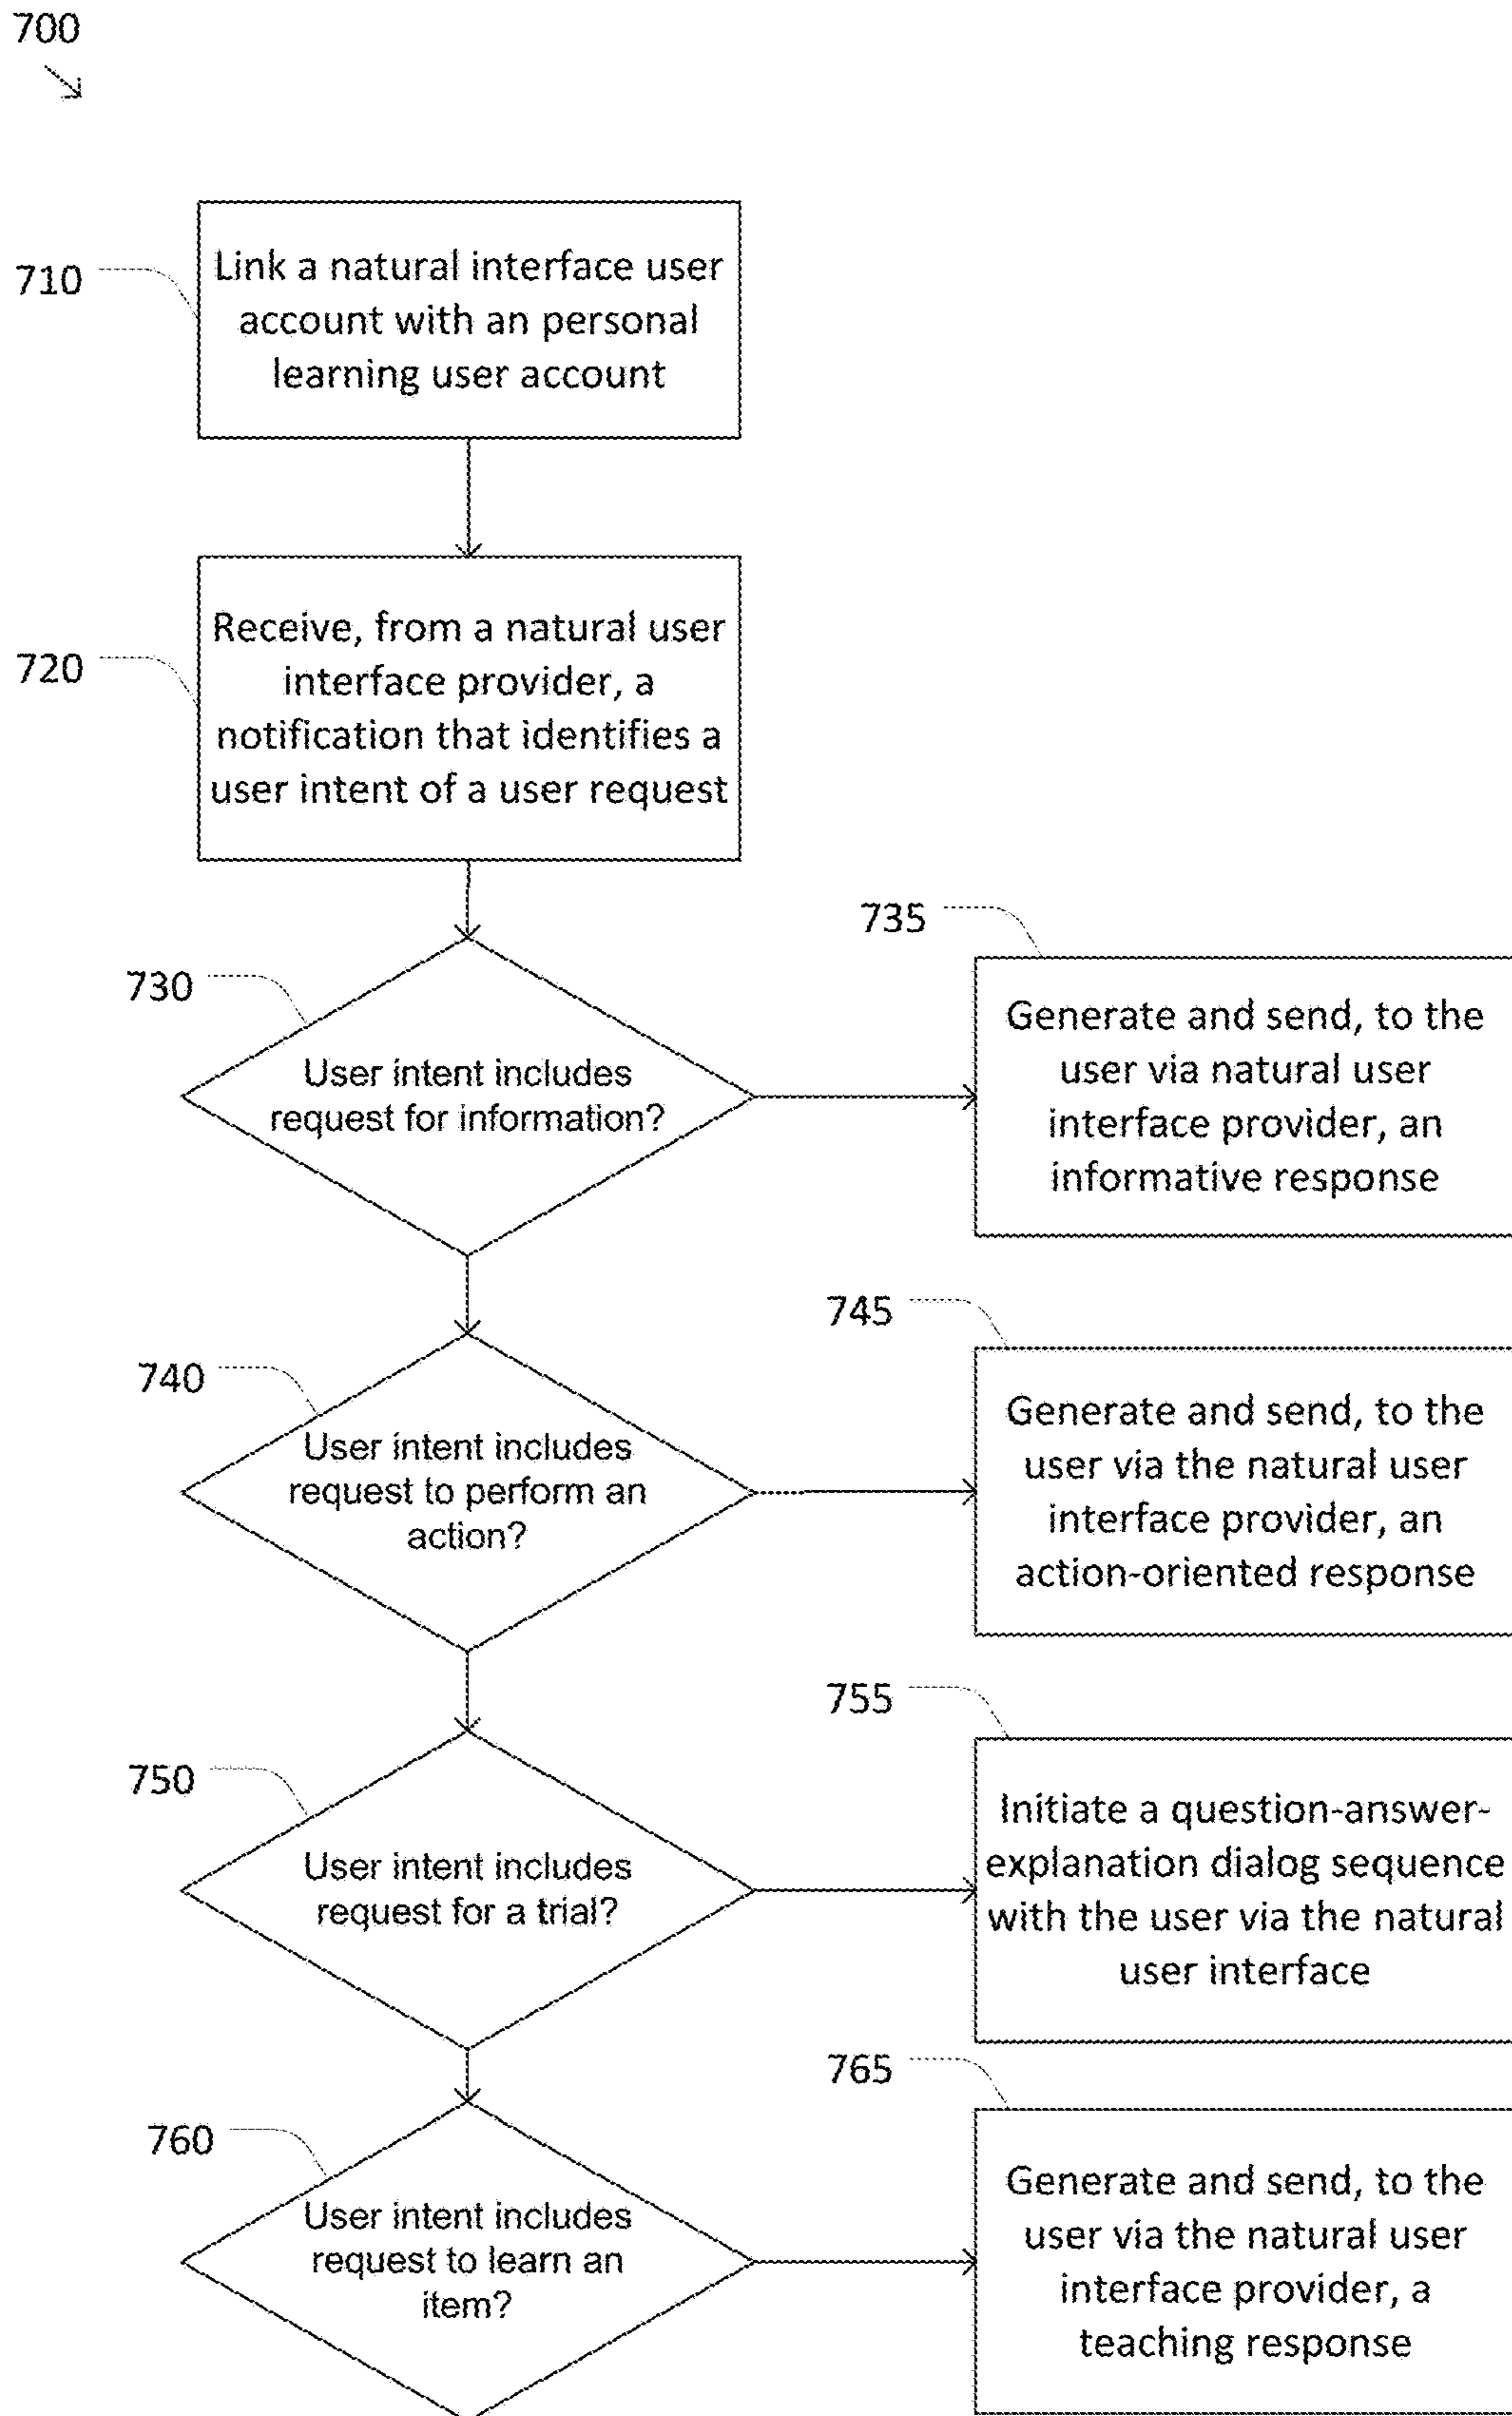 700
710
Link a natural interface user
account with an personal
learning user account
720
Receive, from a natural user
interface provider, a
notification that identifies a
user intent of a user request
730
User intent includes
request for information?
735
Generate and send, to the
user via natural user
interface provider, an
informative response
740
User intent includes
request to perform an
action?
745
Generate and send, to the
user via the natural user
interface provider, an
action-oriented response
750
User intent includes
request for a trial?
755
Initiate a question-answer-
explanation dialog sequence
with the user via the natural
user interface
760
User intent includes
request to learn an
item?
765
Generate and send, to the
user via the natural user
interface provider, a
teaching response